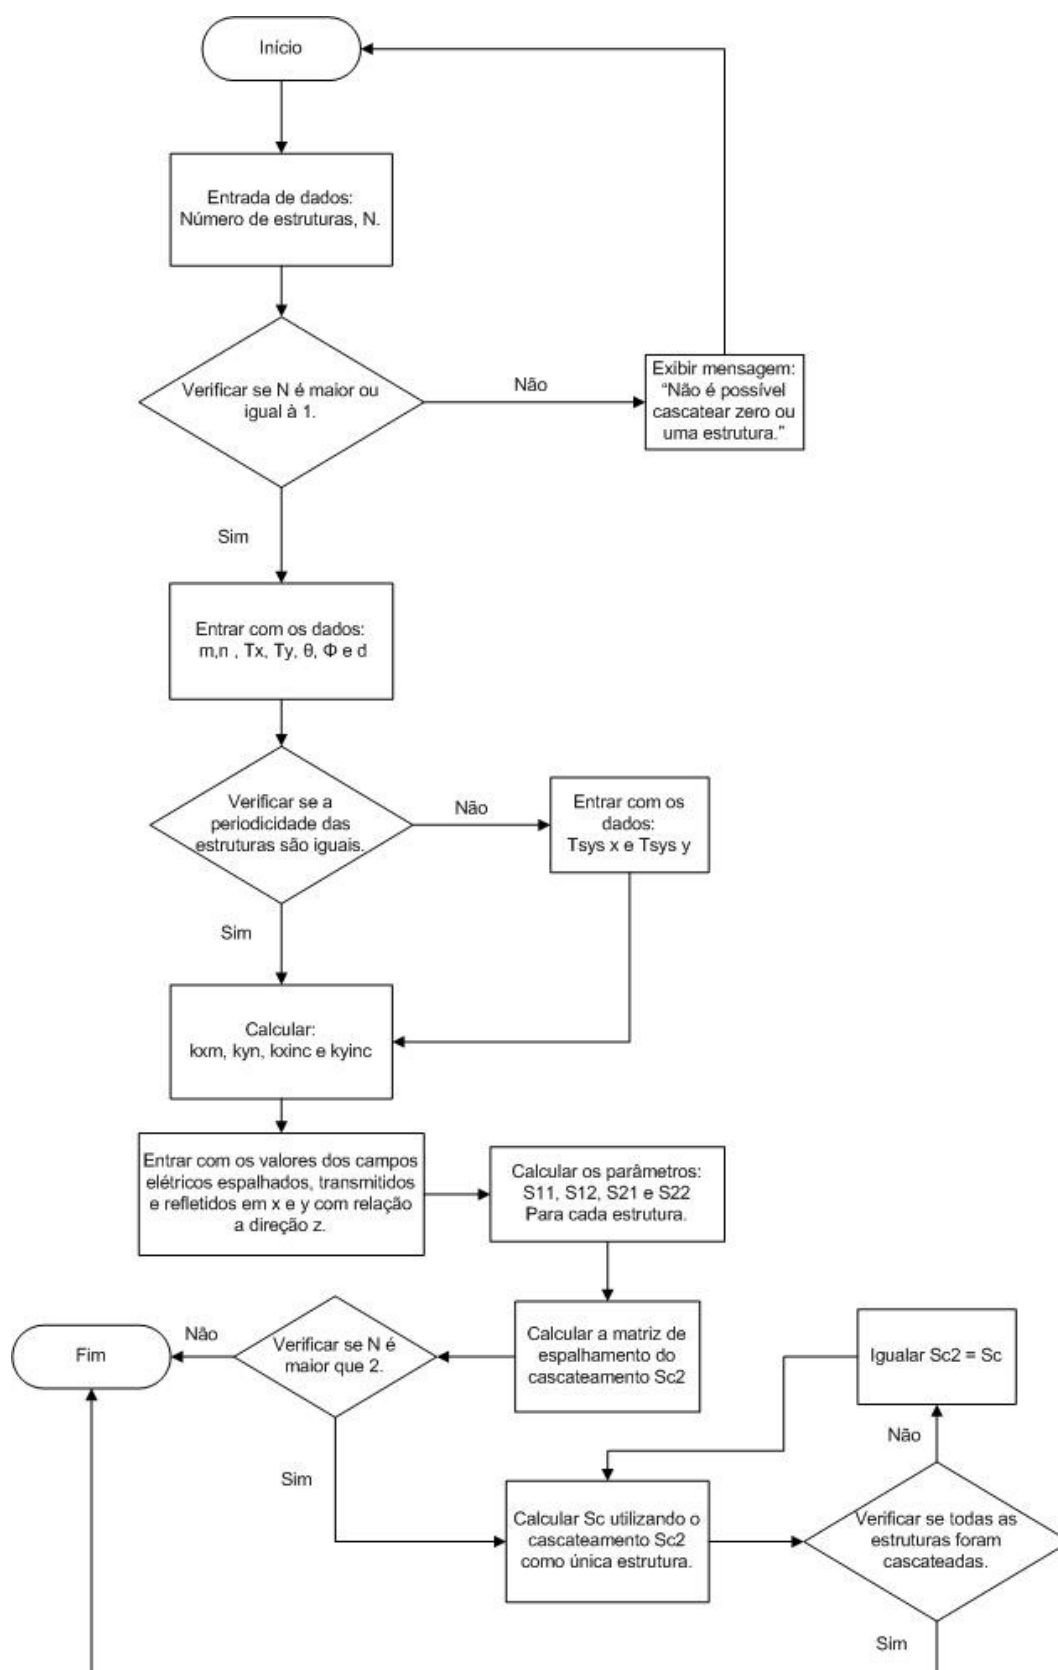 Início
Entrada de dados:
Número de estruturas, N.
Verificar se N é maior ou
igual à 1.
Não
Exibir mensagem:
“Não é possível
cascatear zero ou
uma estrutura.”
Sim
Entrar com os dados:
m,n , Tx, Ty, θ, Φ e d
Verificar se a
periodicidade das
estruturas são iguais.
Não
Entrar com os
dados:
Tsys x e Tsys y
Sim
Calcular:
kxm, kyn, kxinc e kyinc
Entrar com os valores dos campos
elétricos espalhados, transmitidos
e refletidos em x e y com relação
a direção z.
Calcular os parâmetros:
S11, S12, S21 e S22
Para cada estrutura.
Calcular a matriz de
espalhamento do
cascateamento Sc2
Verificar se N é
maior que 2.
Não
Fim
Sim
Calcular Sc utilizando o
cascateamento Sc2
como única estrutura.
Verificar se todas as
estruturas foram
cascateadas.
Não
Igualar Sc2 = Sc
Sim